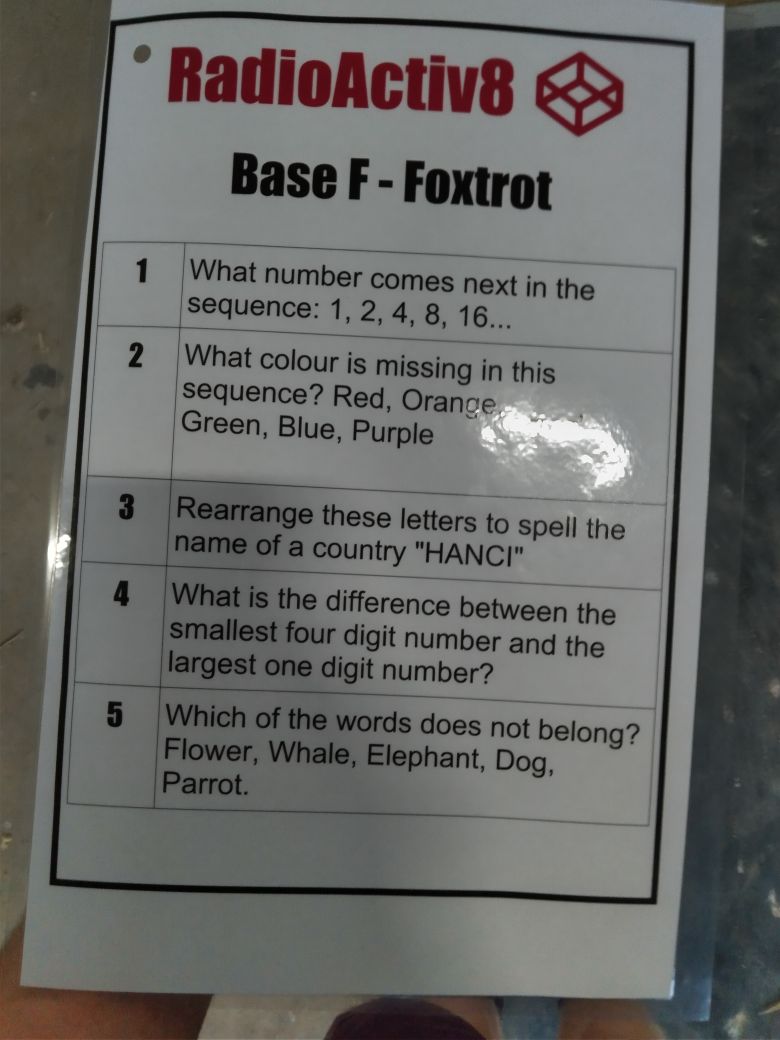 RadioActiv8
Base F - Foxtrot
1 What number comes next in the
sequence: 1, 2, 4, 8, 16...
2 What colour is missing in this
sequence? Red, Orange,
Green, Blue, Purple
3 Rearrange these letters to spell the
name of a country "HANCI"
4 What is the difference between the
smallest four digit number and the
largest one digit number?
5 Which of the words does not belong?
Flower, Whale, Elephant, Dog,
Parrot.